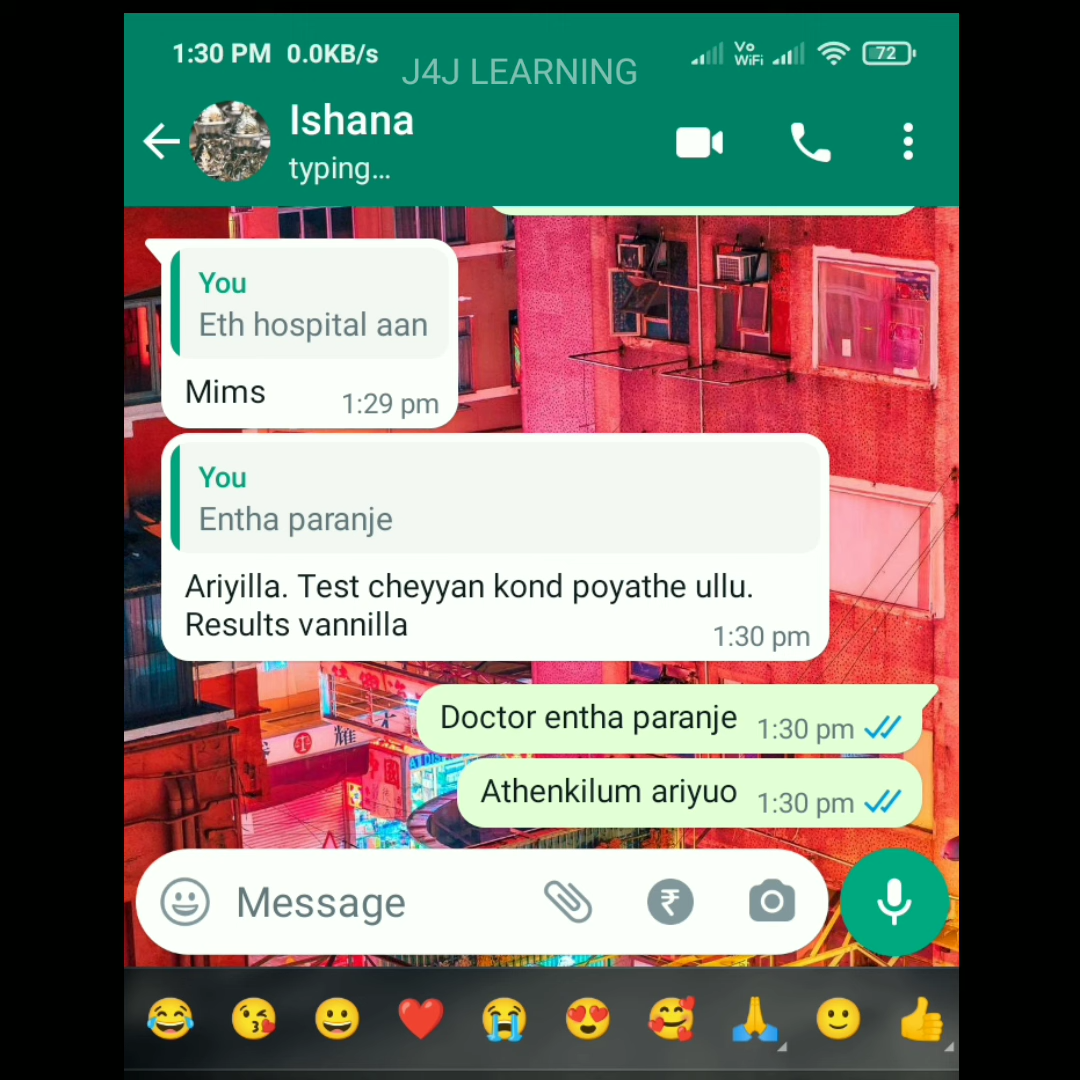 1:30 PM 0.0KB/s
Vo
WiFi
72
J4J LEARNING
Ishana
typing...
You
Eth hospital aan
Mims
1:29 pm
You
Entha paranje
Ariyilla. Test cheyyan kond poyathe ullu.
Results vannilla
1:30 pm
Doctor entha paranje 1:30 pm
Athenkilum ariyuo 1:30 pm
Message